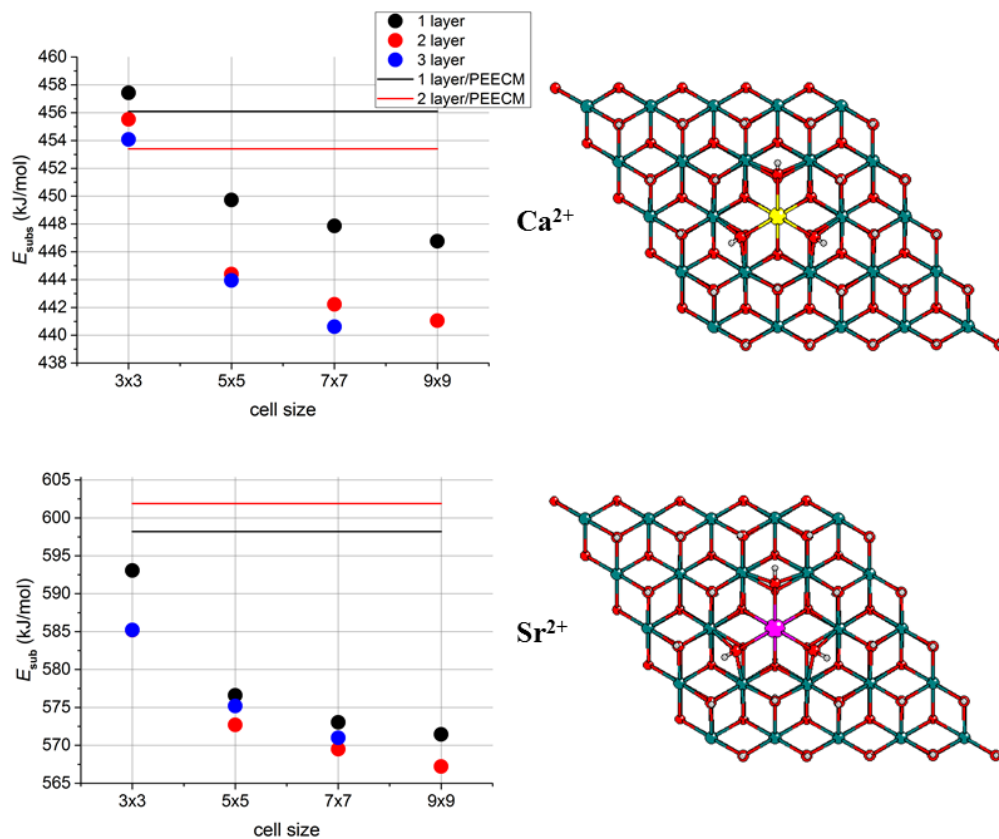 1 layer
2 layer
3 layer
1 layer/PEECM
2 layer/PEECM
460
458
456
454
452
450
448
446
444
442
440
438
E_subs (kJ/mol)
3x3
5x5
7x7
9x9
cell size
Ca²⁺
605
600
595
590
585
580
575
570
565
E_sub (kJ/mol)
3x3
5x5
7x7
9x9
cell size
Sr²⁺